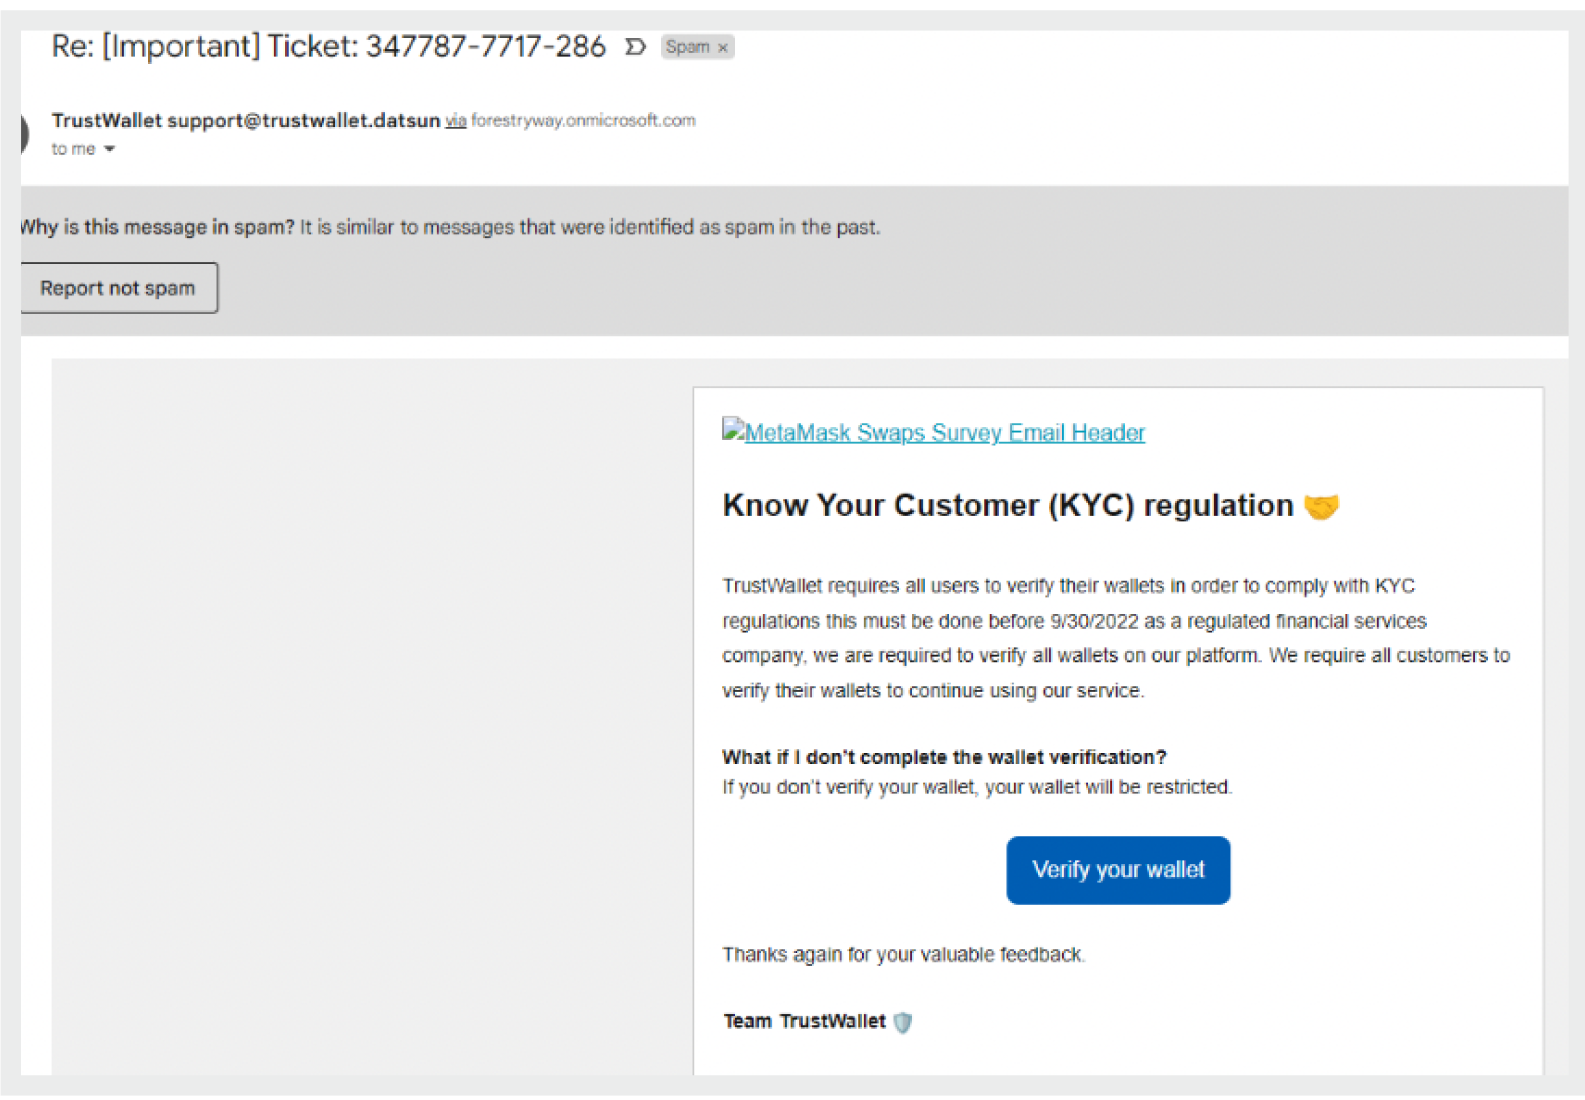 Re: [Important] Ticket: 347787-7717-286 Spam ×
TrustWallet support@trustwallet.datsun via forestryway.onmicrosoft.com
to me
Why is this message in spam? It is similar to messages that were identified as spam in the past.
Report not spam
MetaMask Swaps Survey Email Header
Know Your Customer (KYC) regulation 🤝
TrustWallet requires all users to verify their wallets in order to comply with KYC
regulations this must be done before 9/30/2022 as a regulated financial services
company, we are required to verify all wallets on our platform. We require all customers to
verify their wallets to continue using our service.
What if I don't complete the wallet verification?
If you don't verify your wallet, your wallet will be restricted.
Verify your wallet
Thanks again for your valuable feedback.
Team TrustWallet 🛡️